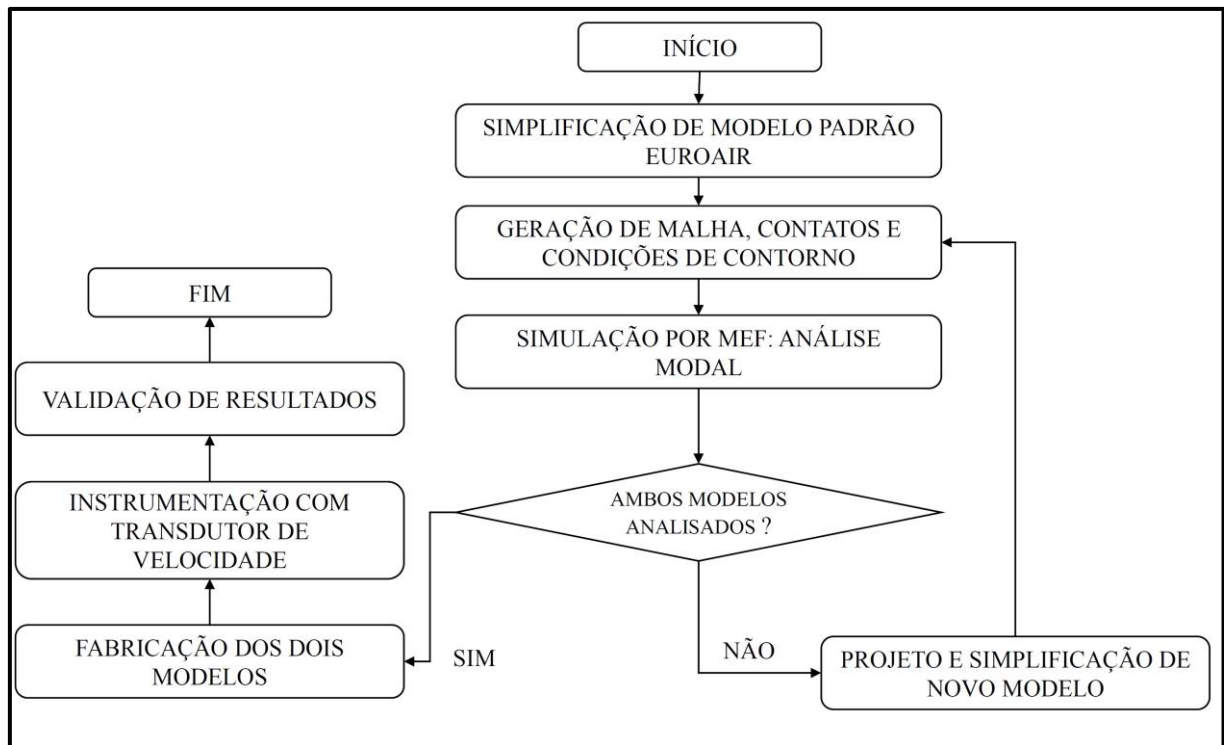 INÍCIO
SIMPLIFICAÇÃO DE MODELO PADRÃO
EUROAIR
GERAÇÃO DE MALHA, CONTATOS E
CONDIÇÕES DE CONTORNO
SIMULAÇÃO POR MEF: ANÁLISE
MODAL
AMBOS MODELOS
ANALISADOS ?
NÃO
PROJETO E SIMPLIFICAÇÃO DE
NOVO MODELO
SIM
FABRICAÇÃO DOS DOIS
MODELOS
INSTRUMENTAÇÃO COM
TRANSDUTOR DE
VELOCIDADE
VALIDAÇÃO DE RESULTADOS
FIM